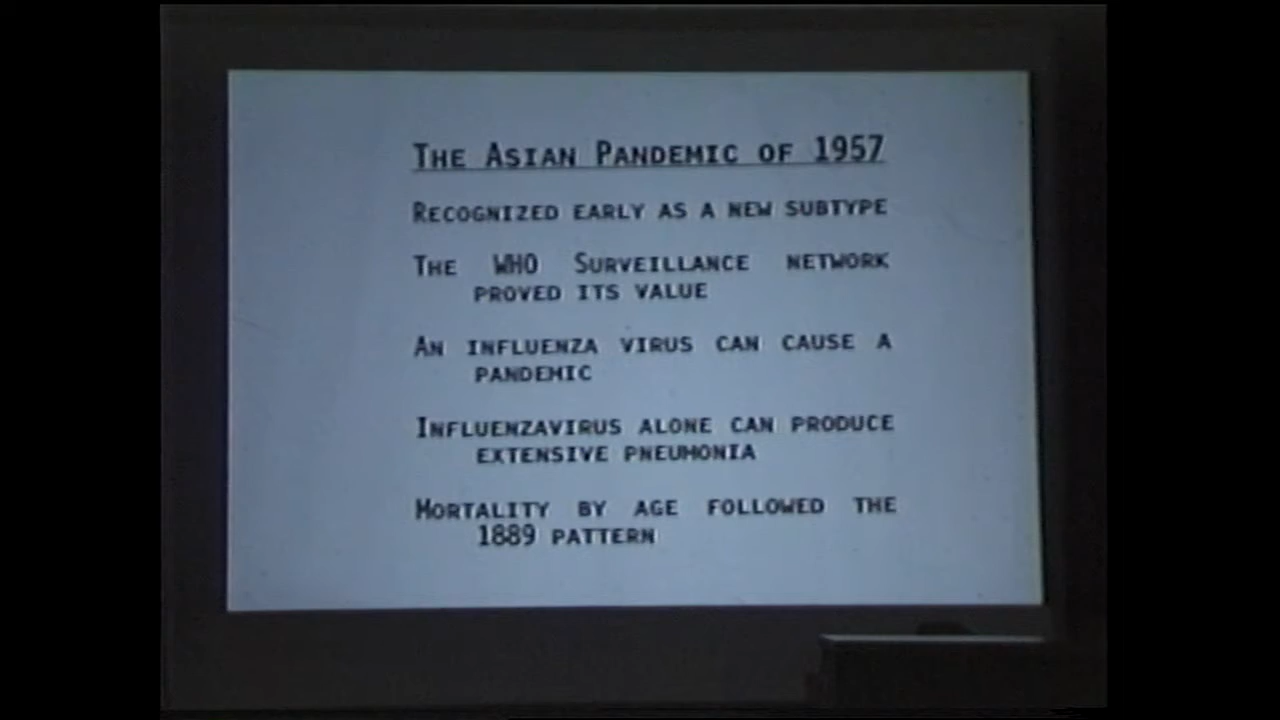 The Asian Pandemic of 1957
Recognized early as a new subtype
The WHO Surveillance network
proved its value
An influenza virus can cause a
pandemic
Influenzavirus alone can produce
extensive pneumonia
Mortality by age followed the
1889 pattern